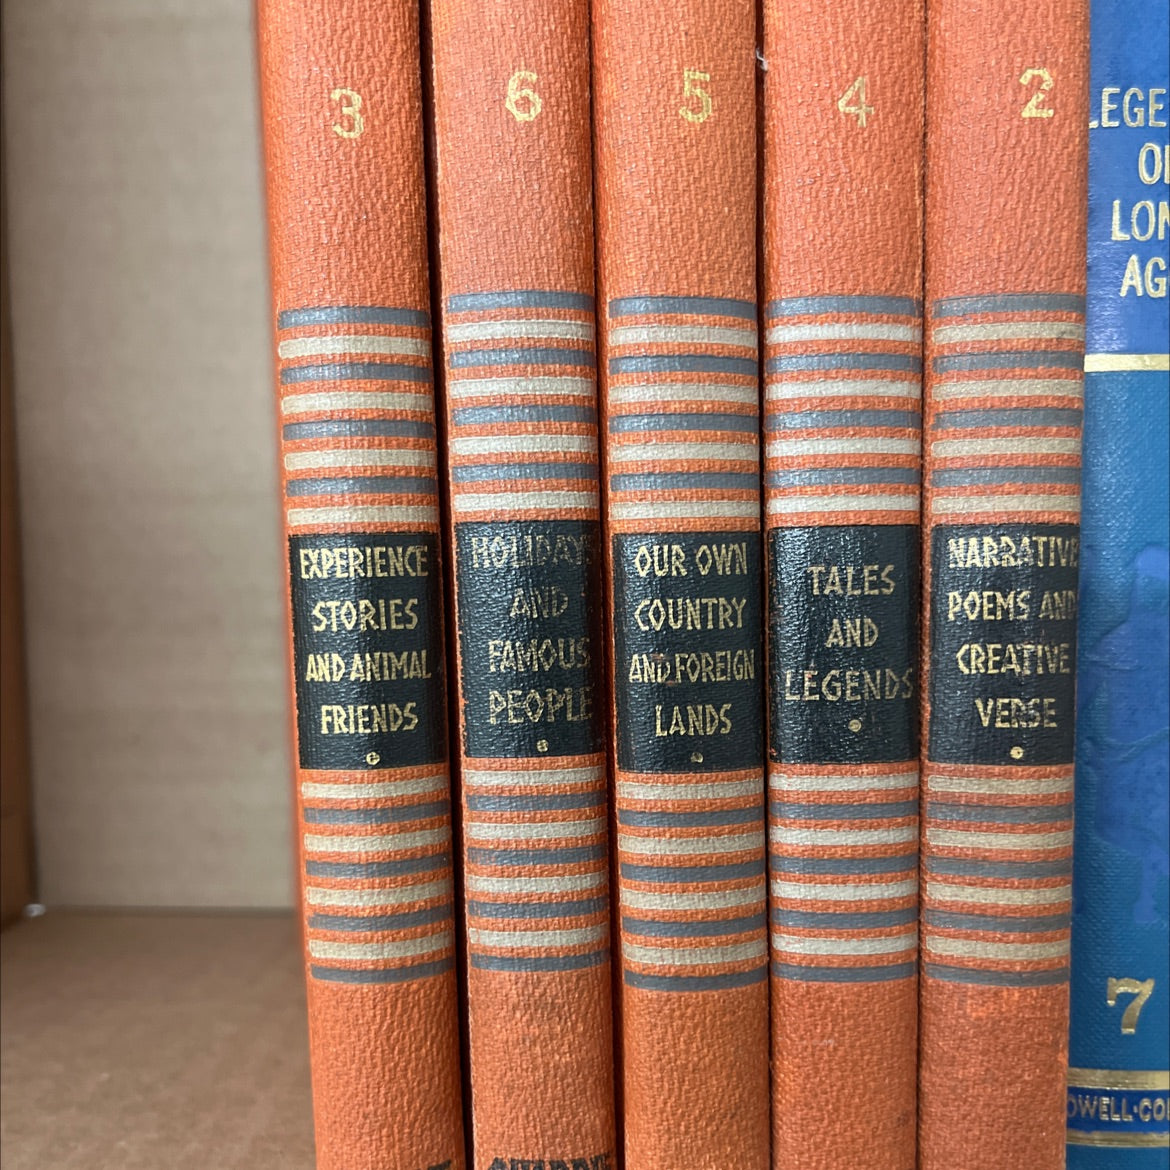 3
EXPERIENCE
STORIES
AND ANIMAL
FRIENDS
6
HOLIDAYS
AND
FAMOUS
PEOPLE
5
OUR OWN
COUNTRY
AND FOREIGN
LANDS
4
TALES
AND
LEGENDS
2
NARRATIVE
POEMS AND
CREATIVE
VERSE
LEGE
OF
LON
AG
7
OWELL·CO